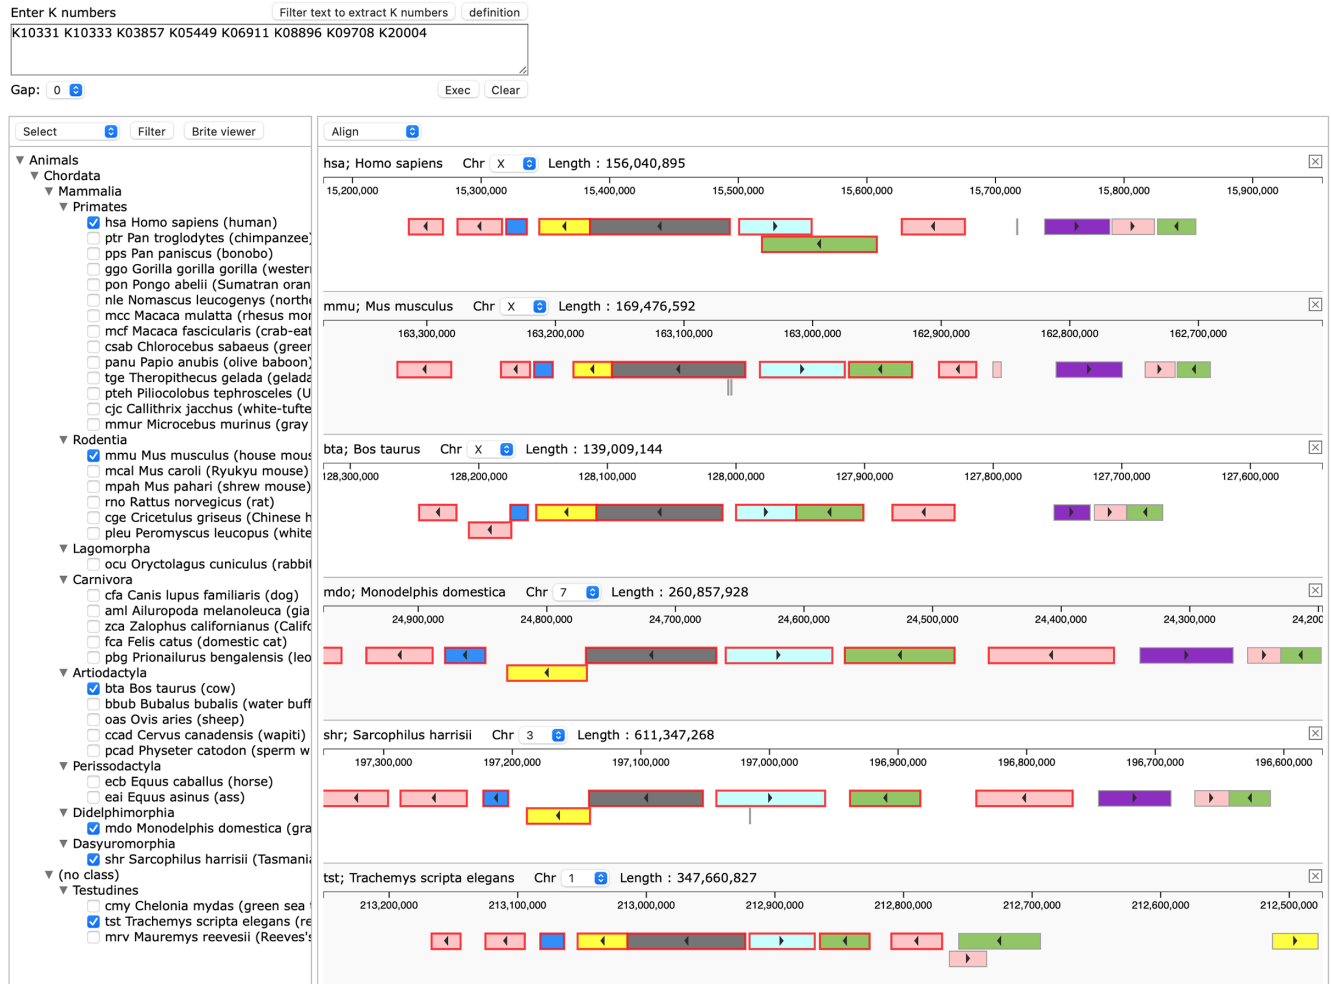 Enter K numbers
Filter text to extract K numbers
definition
K10331 K10333 K03857 K05449 K06911 K08896 K09708 K20004
Gap: 0
Exec
Clear
Select
Filter
Brite viewer
Animals
Chordata
Mammalia
Primates
hsa Homo sapiens (human)
ptr Pan troglodytes (chimpanzee)
pps Pan paniscus (bonobo)
ggo Gorilla gorilla gorilla (wester
pon Pongo abelii (Sumatran oran
nle Nomascus leucogenys (north
mcc Macaca mulatta (rhesus mor
mcf Macaca fascicularis (crab-eat
csab Chlorocebus sabaeus (greer
panu Papio anubis (olive baboon)
tge Theropithecus gelada (gelada
pteh Piliocolobus tephrosceles (U
cjc Callithrix jacchus (white-tufte
mmur Microcebus murinus (gray
Rodentia
mmu Mus musculus (house mous
mcal Mus caroli (Ryukyu mouse)
mpah Mus pahari (shrew mouse)
rno Rattus norvegicus (rat)
cge Cricetulus griseus (Chinese h
pleu Peromyscus leucopus (white
Lagomorpha
ocu Oryctolagus cuniculus (rabbit
Carnivora
cfa Canis lupus familiaris (dog)
aml Ailuropoda melanoleuca (gia
zca Zalophus californianus (Califo
fca Felis catus (domestic cat)
pbg Prionailurus bengalensis (leo
Artiodactyla
bta Bos taurus (cow)
bbub Bubalus bubalis (water buff
oas Ovis aries (sheep)
ccad Cervus canadensis (wapiti)
pcad Physeter catodon (sperm w
Perissodactyla
ecb Equus caballus (horse)
eai Equus asinus (ass)
Didelphimorphia
mdo Monodelphis domestica (gra
Dasyuromorphia
shr Sarcophilus harrisii (Tasmania
(no class)
Testudines
cmy Chelonia mydas (green sea
tst Trachemys scripta elegans (re
mrv Mauremys reevesii (Reeves's
Align
hsa; Homo sapiens Chr X Length : 156,040,895
15,200,000 15,300,000 15,400,000 15,500,000 15,600,000 15,700,000 15,800,000 15,900,000
mmu; Mus musculus Chr X Length : 169,476,592
163,300,000 163,200,000 163,100,000 163,000,000 162,900,000 162,800,000 162,700,000
bta; Bos taurus Chr X Length : 139,009,144
128,300,000 128,200,000 128,100,000 128,000,000 127,900,000 127,800,000 127,700,000 127,600,000
mdo; Monodelphis domestica Chr 7 Length : 260,857,928
24,900,000 24,800,000 24,700,000 24,600,000 24,500,000 24,400,000 24,300,000 24,200
shr; Sarcophilus harrisii Chr 3 Length : 611,347,268
197,300,000 197,200,000 197,100,000 197,000,000 196,900,000 196,800,000 196,700,000 196,600,000
tst; Trachemys scripta elegans Chr 1 Length : 347,660,827
213,200,000 213,100,000 213,000,000 212,900,000 212,800,000 212,700,000 212,600,000 212,500,000